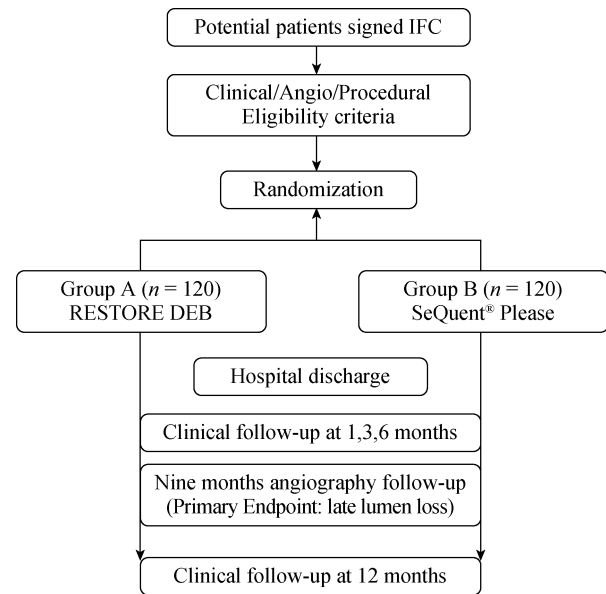 Potential patients signed IFC
Clinical/Angio/Procedural
Eligibility criteria
Randomization
Group A (n = 120)
RESTORE DEB
Group B (n = 120)
SeQuent® Please
Hospital discharge
Clinical follow-up at 1,3,6 months
Nine months angiography follow-up
(Primary Endpoint: late lumen loss)
Clinical follow-up at 12 months